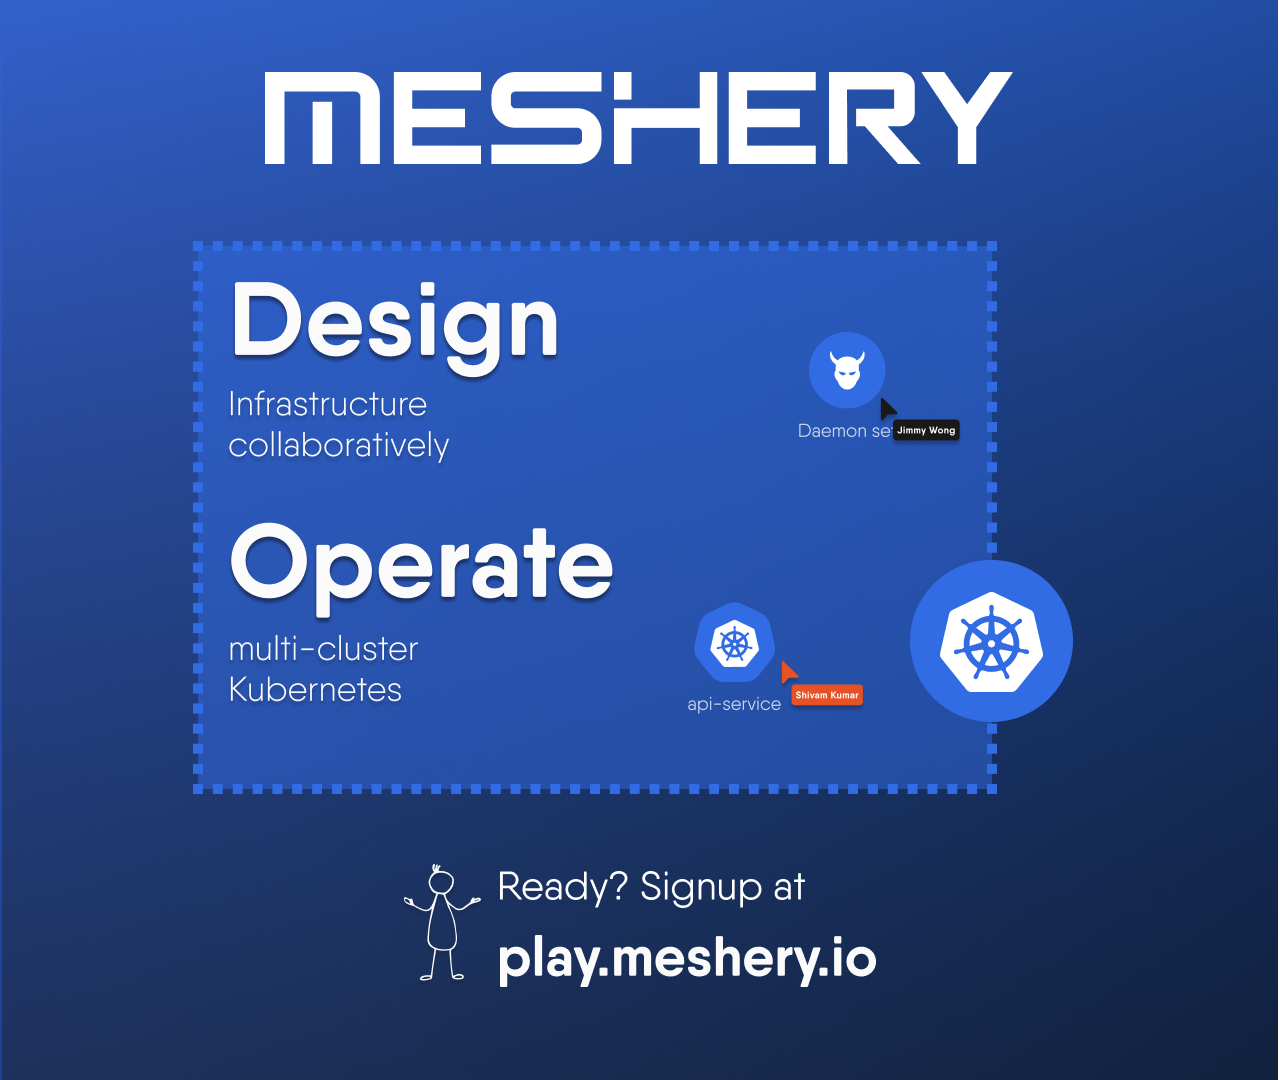 MESHERY
Design
Infrastructure
collaboratively
Daemon se
Jimmy Wong
Operate
multi-cluster
Kubernetes
api-service
Shivam Kumar
Ready? Signup at
play.meshery.io